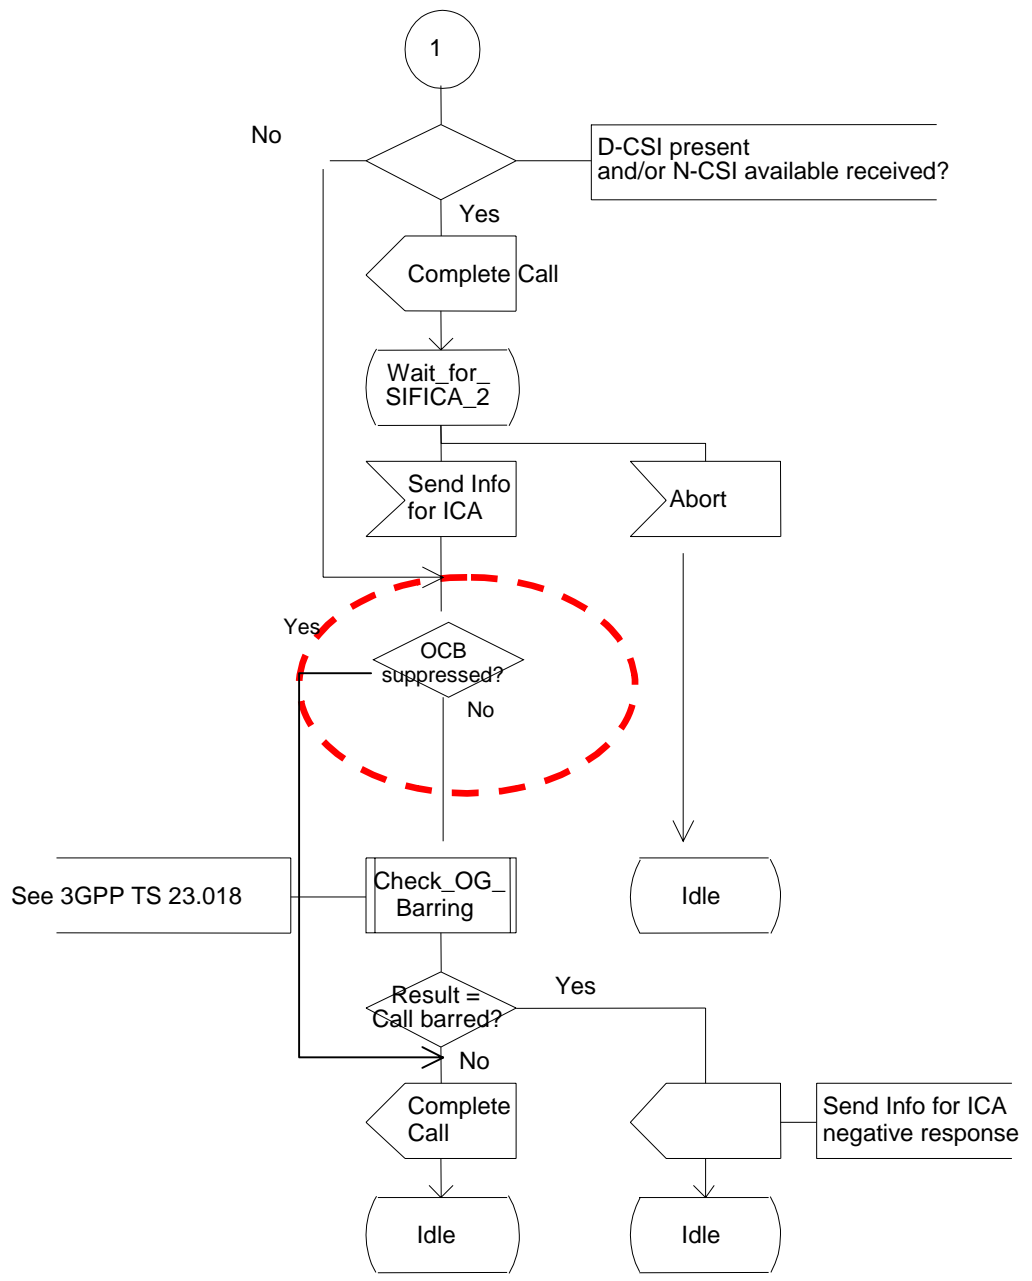 1
No
D-CSI present
and/or N-CSI available received?
Yes
Complete Call
Wait_for_
SIFICA_2
Send Info
for ICA
Abort
Yes
OCB
suppressed?
No
See 3GPP TS 23.018
Check_OG_
Barring
Idle
Result =
Call barred?
Yes
No
Complete
Call
Send Info for ICA
negative response
Idle
Idle